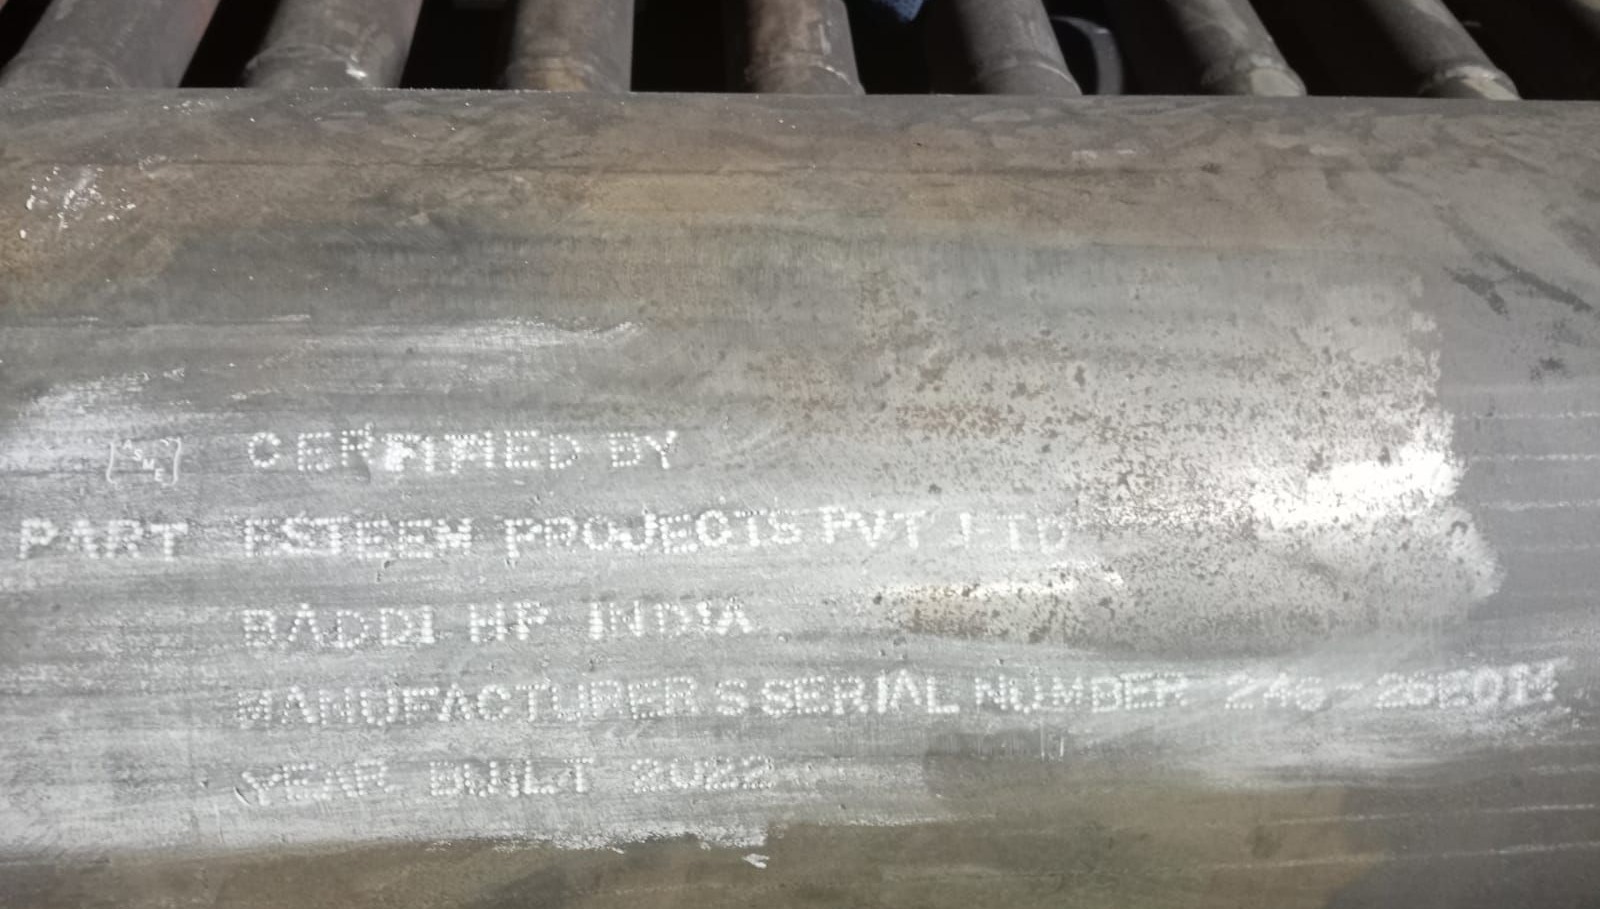 CERTIFIED BY
PART ESTEEM PROJECTS PVT LTD
BADDI HP INDIA
MANUFACTURER S SERIAL NUMBER
YEAR BUILT 2022